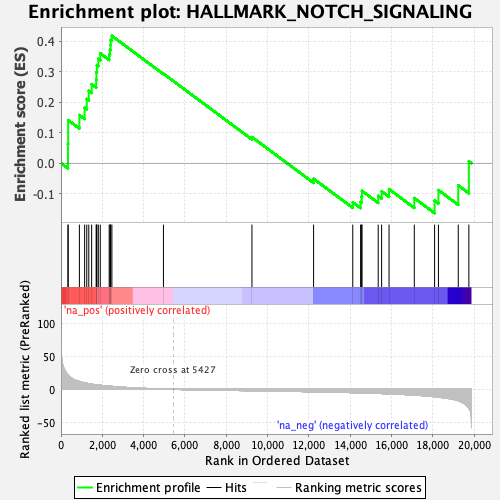 Enrichment plot: HALLMARK_NOTCH_SIGNALING
Enrichment score (ES)
0.4
0.3
0.2
0.1
0.0
-0.1
'na_pos' (positively correlated)
Ranked list metric (PreRanked)
100
50
0
-50
Zero cross at 5427
'na_neg' (negatively correlated)
0
2,000
4,000
6,000
8,000
10,000
12,000
14,000
16,000
18,000
20,000
Rank in Ordered Dataset
Enrichment profile
Hits
Ranking metric scores